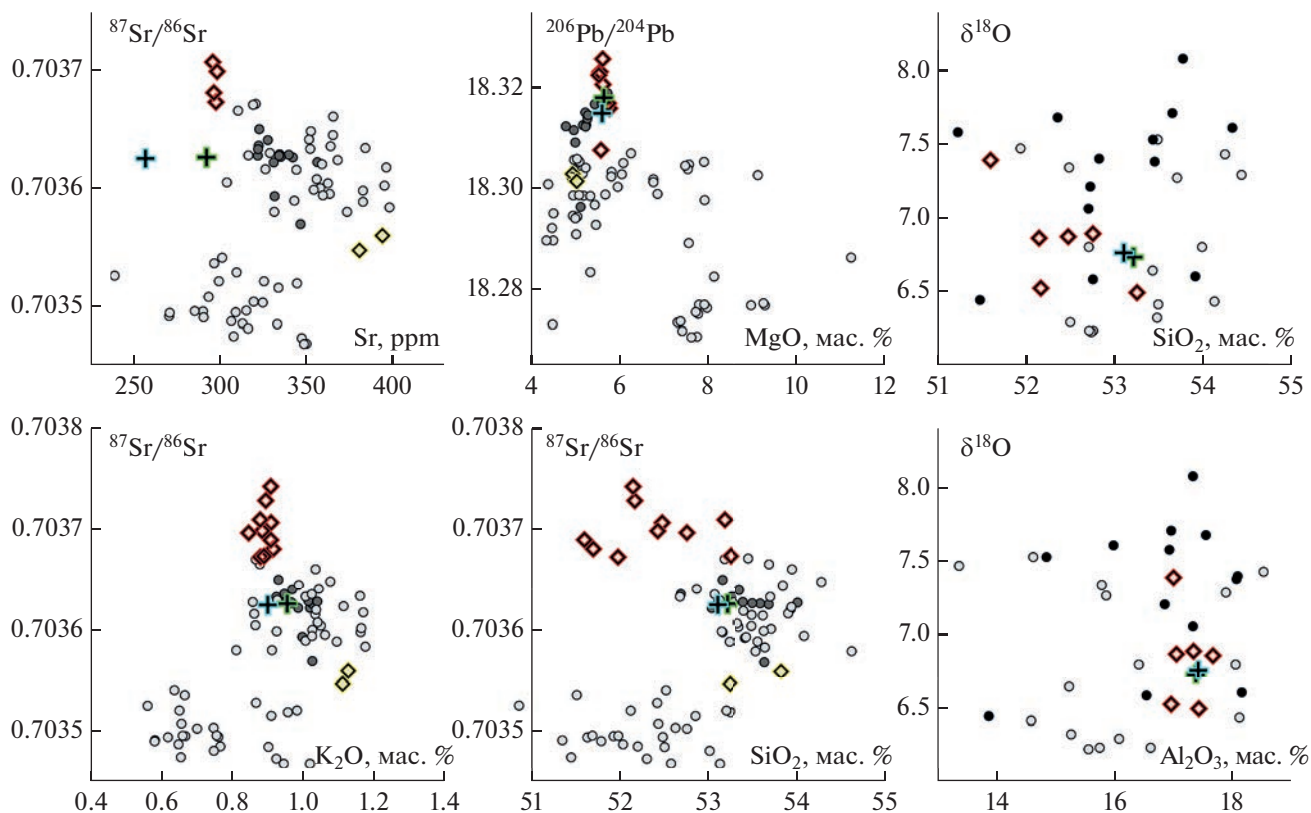 ⁸⁷Sr/⁸⁶Sr
0.7037
0.7036
0.7035
Sr, ppm
250 300 350 400
²⁰⁶Pb/²⁰⁴Pb
18.32
18.30
18.28
MgO, мас. %
4 6 8 10 12
δ¹⁸O
8.0
7.5
7.0
6.5
SiO₂, мас. %
51 52 53 54 55
0.7038
⁸⁷Sr/⁸⁶Sr
0.7037
0.7036
0.7035
K₂O, мас. %
0.4 0.6 0.8 1.0 1.2 1.4
0.7038
⁸⁷Sr/⁸⁶Sr
0.7037
0.7036
0.7035
SiO₂, мас. %
51 52 53 54 55
δ¹⁸O
8.0
7.5
7.0
6.5
Al₂O₃, мас. %
14 16 18